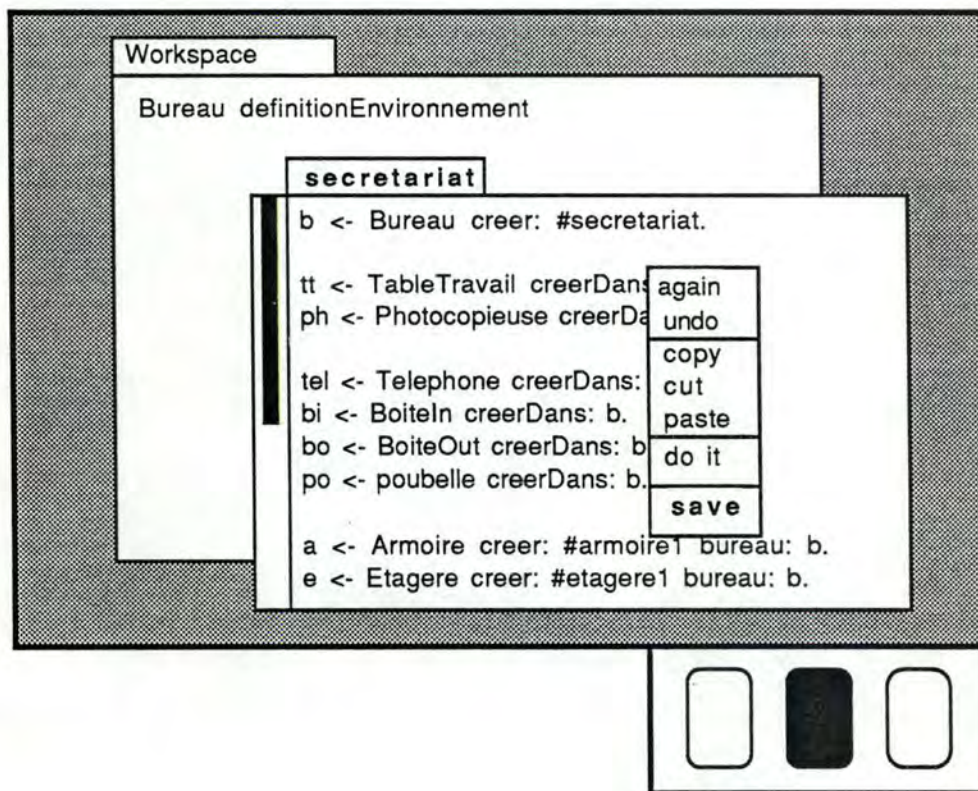 Workspace
Bureau definitionEnvironnement
secretariat
b <- Bureau creer: #secretariat.
tt <- TableTravail creerDans
ph <- Photocopieuse creerDa
tel <- Telephone creerDans:
bi <- BoiteIn creerDans: b.
bo <- BoiteOut creerDans: b
po <- poubelle creerDans: b.
a <- Armoire creer: #armoire1 bureau: b.
e <- Etagere creer: #etagere1 bureau: b.
again
undo
copy
cut
paste
do it
save